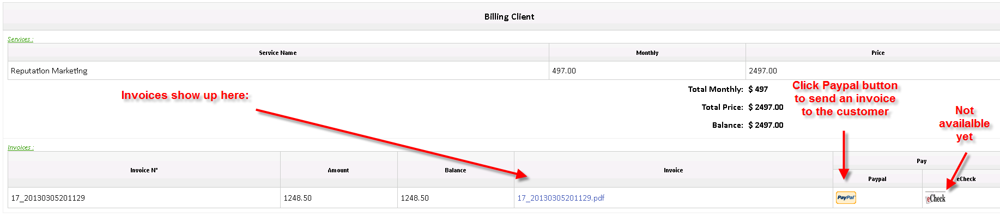 Billing Client
Services :
Service Name Monthly Price
Reputation Marketing 497.00 2497.00
Total Monthly: $ 497
Total Price: $ 2497.00
Balance: $ 2497.00
Invoices show up here:
Click Paypal button
to send an invoice
to the customer
Not
availalble
yet
Invoices :
Invoice N° Amount Balance Invoice Pay
Paypal eCheck
17_20130305201129 1248.50 1248.50 17_20130305201129.pdf PayPal eCheck